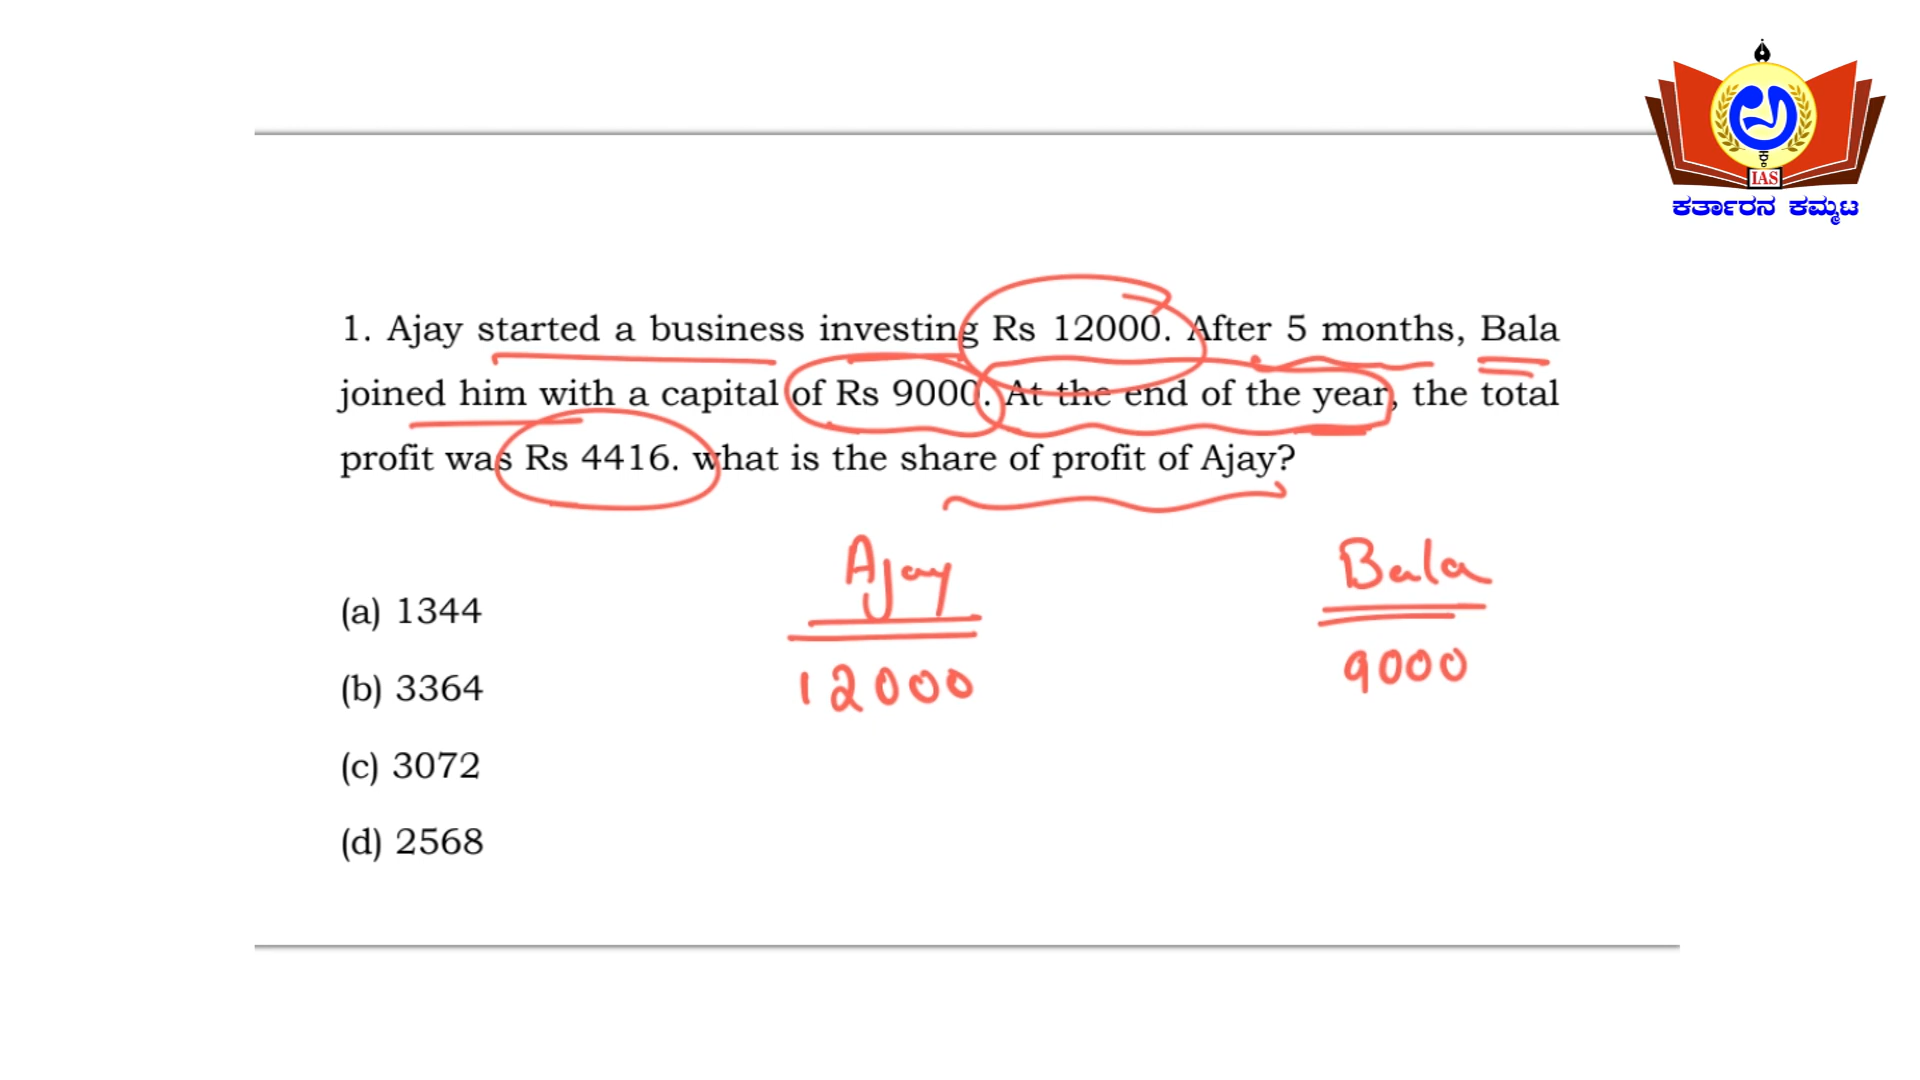 IAS
ಕರ್ತಾರನ ಕಮ್ಮಟ
1. Ajay started a business investing Rs 12000. After 5 months, Bala
joined him with a capital of Rs 9000. At the end of the year, the total
profit was Rs 4416. what is the share of profit of Ajay?
Ajay
Bala
(a) 1344
12000
9000
(b) 3364
(c) 3072
(d) 2568